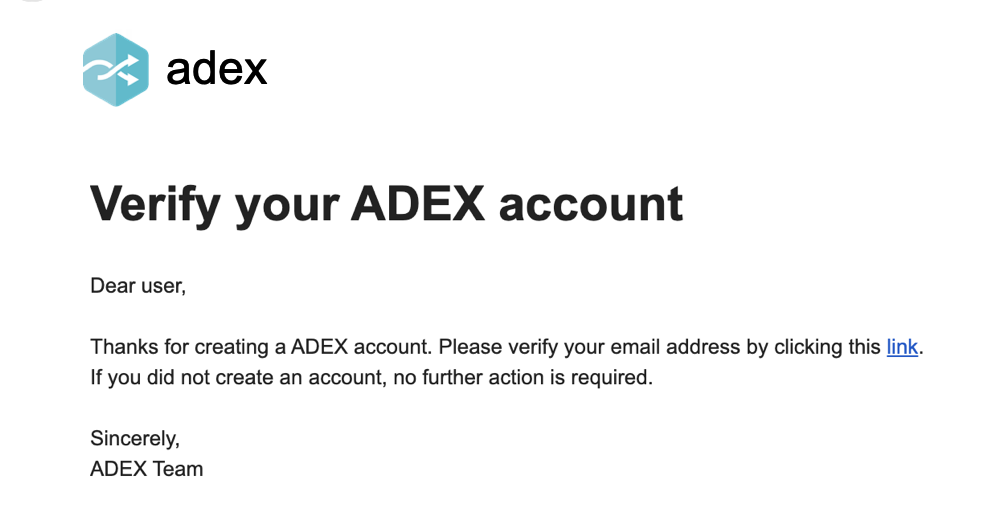 adex
Verify your ADEX account
Dear user,
Thanks for creating a ADEX account. Please verify your email address by clicking this link.
If you did not create an account, no further action is required.
Sincerely,
ADEX Team